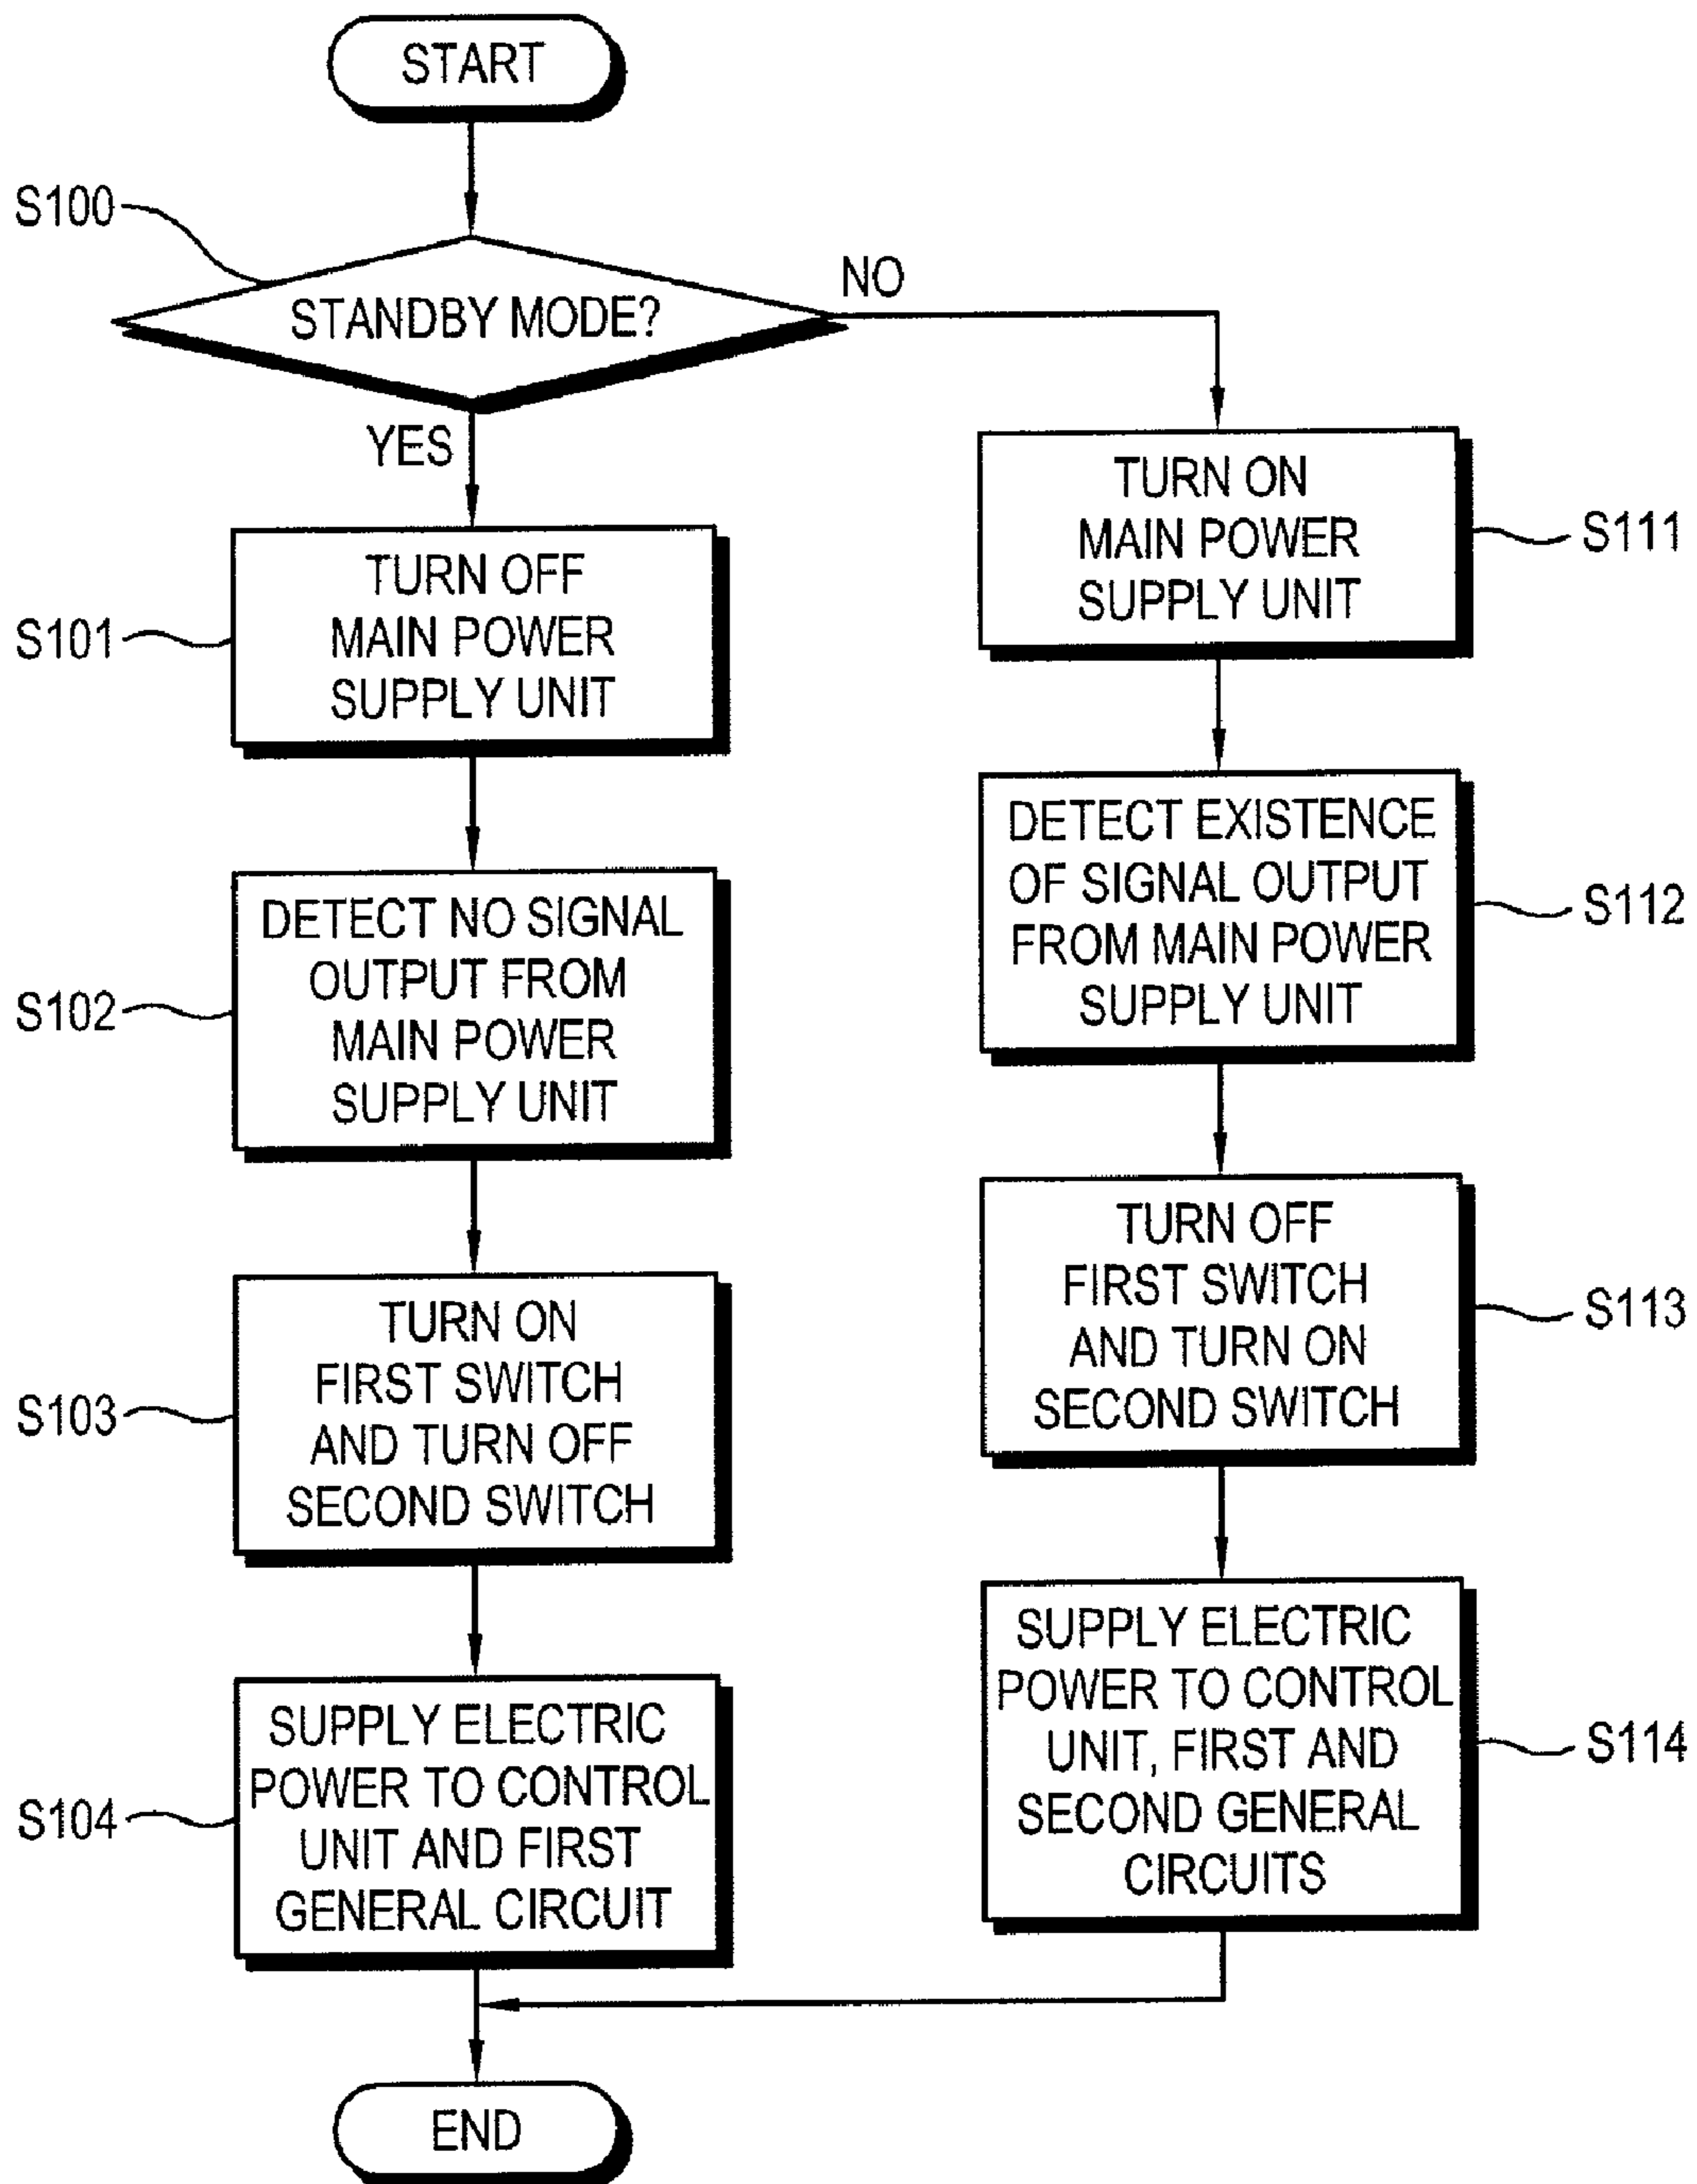 START
S100
STANDBY MODE?
NO
YES
TURN OFF
MAIN POWER
SUPPLY UNIT
S101
DETECT NO SIGNAL
OUTPUT FROM
MAIN POWER
SUPPLY UNIT
S102
TURN ON
FIRST SWITCH
AND TURN OFF
SECOND SWITCH
S103
SUPPLY ELECTRIC
POWER TO CONTROL
UNIT AND FIRST
GENERAL CIRCUIT
S104
TURN ON
MAIN POWER
SUPPLY UNIT
S111
DETECT EXISTENCE
OF SIGNAL OUTPUT
FROM MAIN POWER
SUPPLY UNIT
S112
TURN OFF
FIRST SWITCH
AND TURN ON
SECOND SWITCH
S113
SUPPLY ELECTRIC
POWER TO CONTROL
UNIT, FIRST AND
SECOND GENERAL
CIRCUITS
S114
END